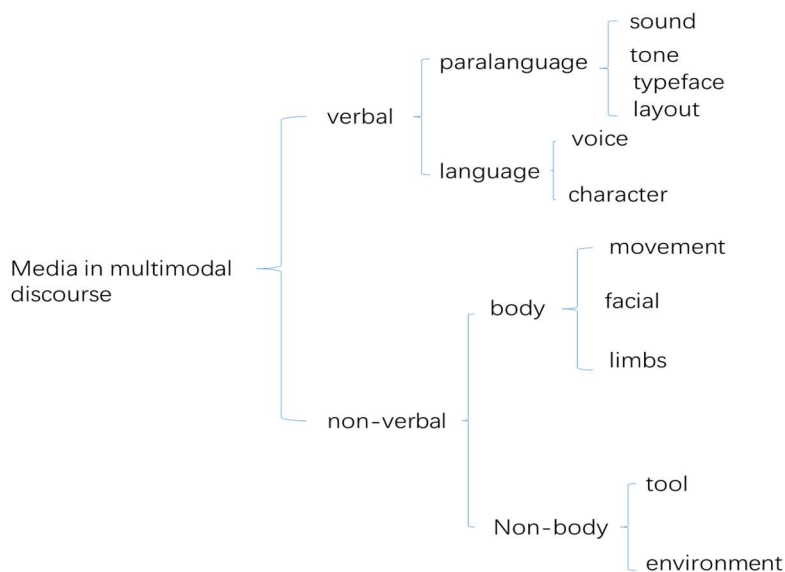 sound
paralanguage
tone
typeface
layout
verbal
voice
language
character
Media in multimodal
discourse
movement
body
facial
limbs
non-verbal
tool
Non-body
environment